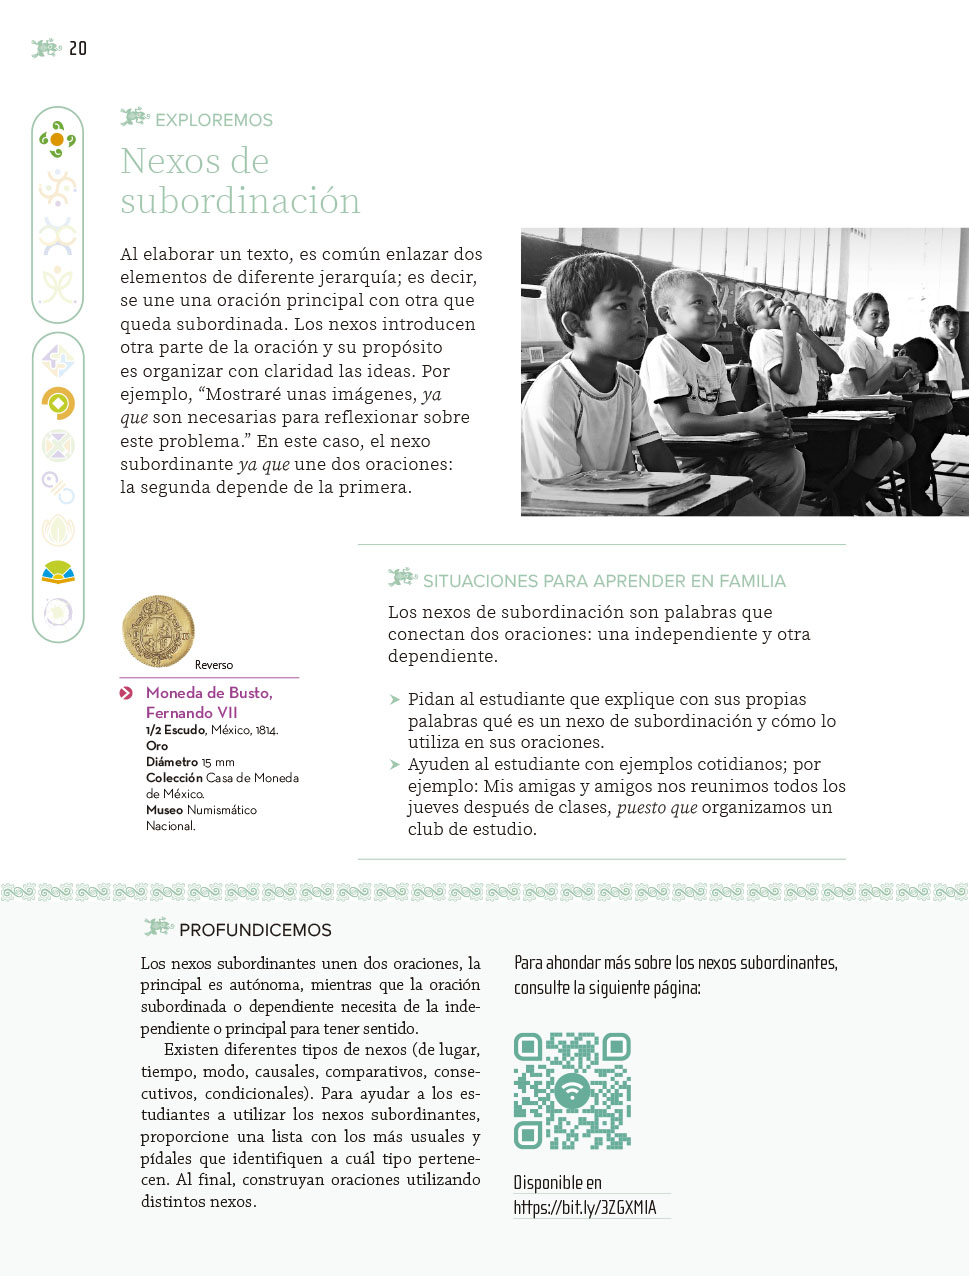 20
EXPLOREMOS
Nexos de
subordinación
Al elaborar un texto, es común enlazar dos
elementos de diferente jerarquía; es decir,
se une una oración principal con otra que
queda subordinada. Los nexos introducen
otra parte de la oración y su propósito
es organizar con claridad las ideas. Por
ejemplo, “Mostraré unas imágenes, ya
que son necesarias para reflexionar sobre
este problema.” En este caso, el nexo
subordinante ya que une dos oraciones:
la segunda depende de la primera.
Reverso
Moneda de Busto,
Fernando VII
1/2 Escudo, México, 1814.
Oro
Diámetro 15 mm
Colección Casa de Moneda
de México.
Museo Numismático
Nacional.
SITUACIONES PARA APRENDER EN FAMILIA
Los nexos de subordinación son palabras que
conectan dos oraciones: una independiente y otra
dependiente.
Pidan al estudiante que explique con sus propias
palabras qué es un nexo de subordinación y cómo lo
utiliza en sus oraciones.
Ayuden al estudiante con ejemplos cotidianos; por
ejemplo: Mis amigas y amigos nos reunimos todos los
jueves después de clases, puesto que organizamos un
club de estudio.
PROFUNDICEMOS
Los nexos subordinantes unen dos oraciones, la
principal es autónoma, mientras que la oración
subordinada o dependiente necesita de la inde-
pendiente o principal para tener sentido.
Existen diferentes tipos de nexos (de lugar,
tiempo, modo, causales, comparativos, conse-
cutivos, condicionales). Para ayudar a los es-
tudiantes a utilizar los nexos subordinantes,
proporcione una lista con los más usuales y
pídales que identifiquen a cuál tipo pertene-
cen. Al final, construyan oraciones utilizando
distintos nexos.
Para ahondar más sobre los nexos subordinantes,
consulte la siguiente página:
Disponible en
https://bit.ly/3ZGXMIA